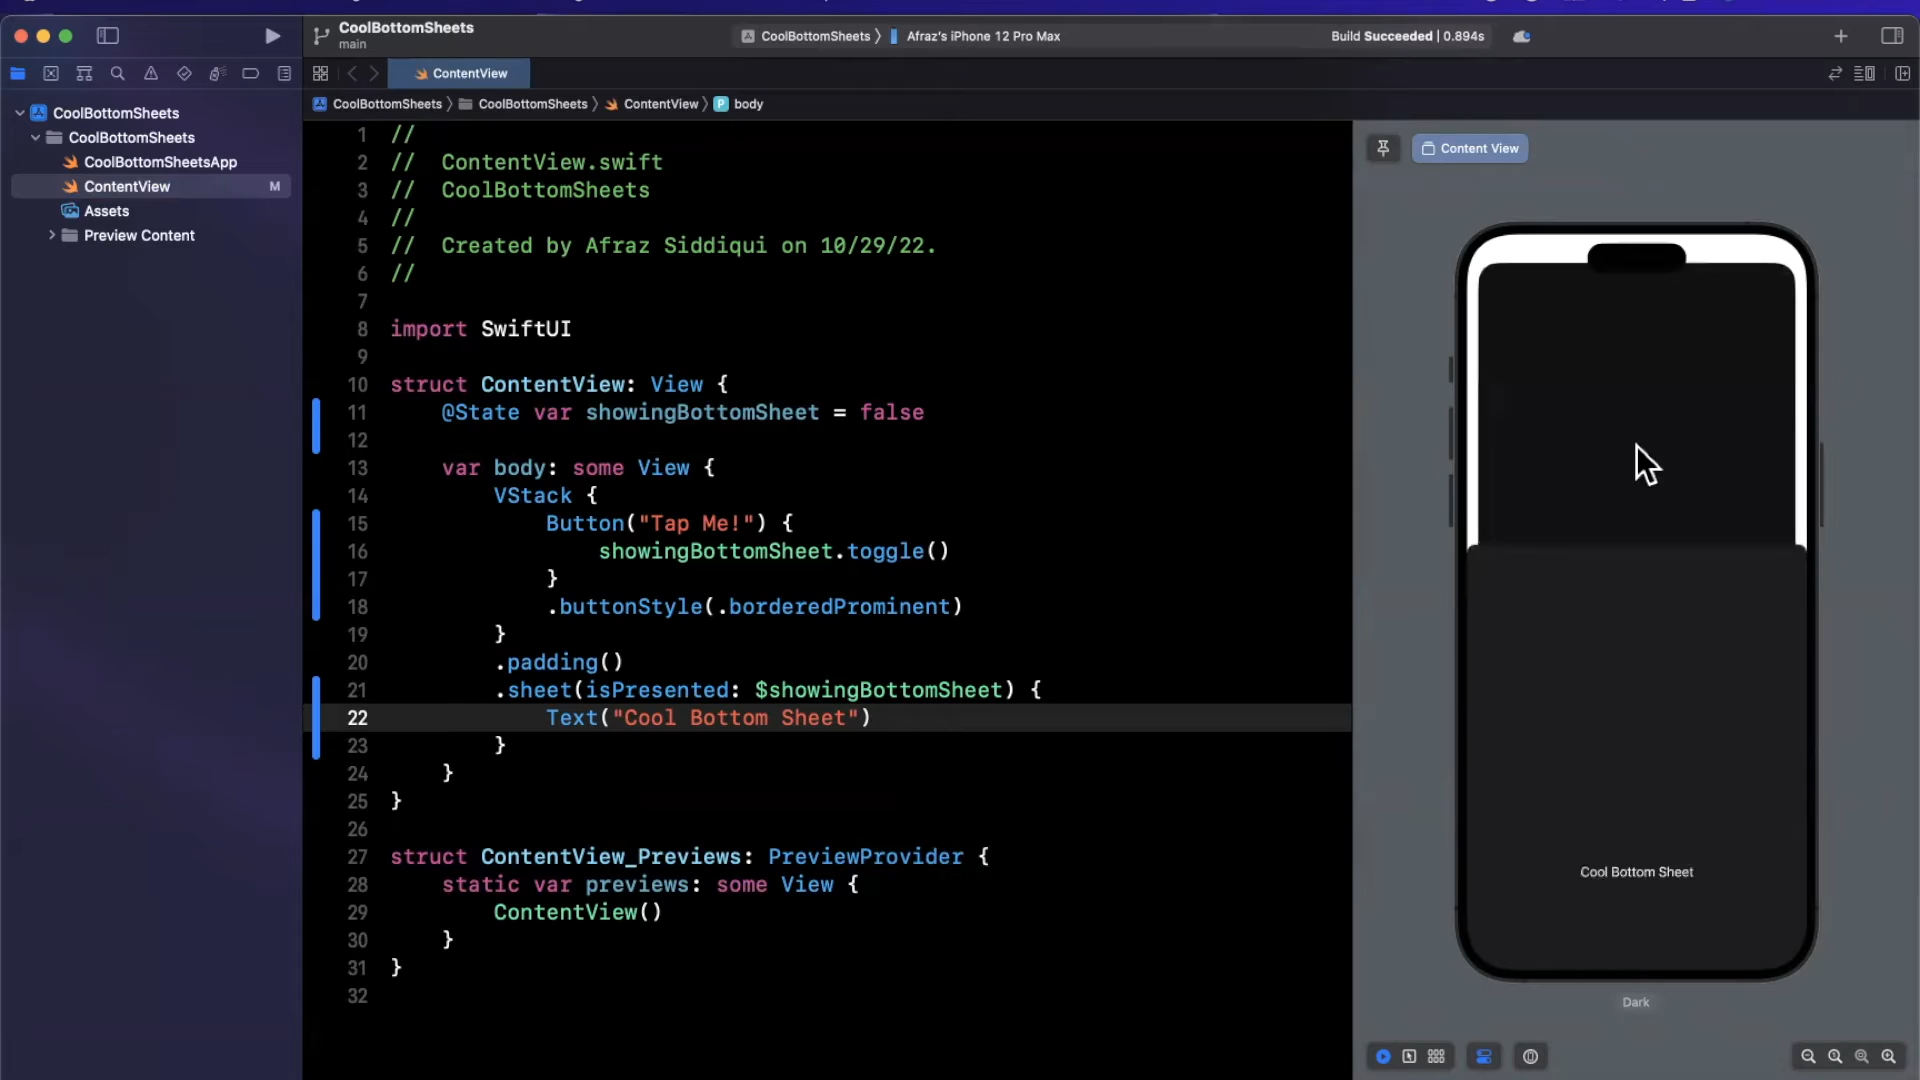 CoolBottomSheets
main
CoolBottomSheets
Afraz's iPhone 12 Pro Max
Build Succeeded | 0.894s
ContentView
CoolBottomSheets
CoolBottomSheets
ContentView
body
CoolBottomSheets
CoolBottomSheets
CoolBottomSheetsApp
ContentView M
Assets
Preview Content
1 //
2 //  ContentView.swift
3 //  CoolBottomSheets
4 //
5 //  Created by Afraz Siddiqui on 10/29/22.
6 //
7
8 import SwiftUI
9
10 struct ContentView: View {
11     @State var showingBottomSheet = false
12
13     var body: some View {
14         VStack {
15             Button("Tap Me!") {
16                 showingBottomSheet.toggle()
17             }
18             .buttonStyle(.borderedProminent)
19         }
20         .padding()
21         .sheet(isPresented: $showingBottomSheet) {
22             Text("Cool Bottom Sheet")
23         }
24     }
25 }
26
27 struct ContentView_Previews: PreviewProvider {
28     static var previews: some View {
29         ContentView()
30     }
31 }
32
Content View
Cool Bottom Sheet
Dark